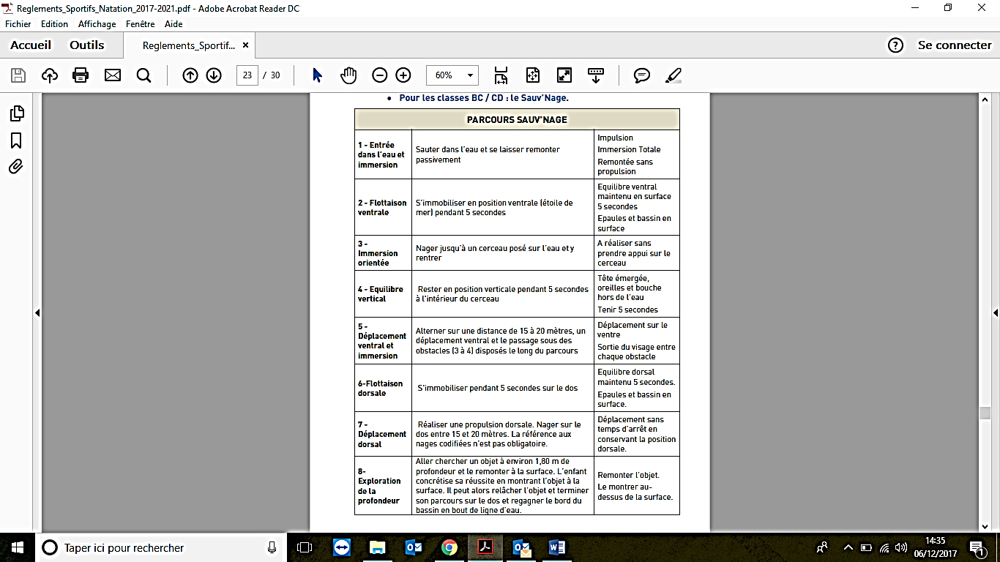 Reglements_Sportifs_Natation_2017-2021.pdf - Adobe Acrobat Reader DC
Fichier Edition Affichage Fenêtre Aide
Accueil Outils Reglements_Sportif... × ? Se connecter
23 / 30 60%
• Pour les classes BC / CD : le Sauv'Nage.
PARCOURS SAUV'NAGE
1 - Entrée
dans l'eau et
immersion
Sauter dans l'eau et se laisser remonter
passivement
Impulsion
Immersion Totale
Remontée sans
propulsion
2 - Flottaison
ventrale
S'immobiliser en position ventrale (étoile de
mer) pendant 5 secondes
Equilibre ventral
maintenu en surface
5 secondes
Epaules et bassin en
surface
3 -
Immersion
orientée
Nager jusqu'à un cerceau posé sur l'eau et y
rentrer
A réaliser sans
prendre appui sur le
cerceau
4 - Equilibre
vertical
Rester en position verticale pendant 5 secondes
à l'intérieur du cerceau
Tête émergée,
oreilles et bouche
hors de l'eau
Tenir 5 secondes
5 -
Déplacement
ventral et
immersion
Alterner sur une distance de 15 à 20 mètres, un
déplacement ventral et le passage sous des
obstacles (3 à 4) disposés le long du parcours
Déplacement sur le
ventre
Sortie du visage entre
chaque obstacle
6-Flottaison
dorsale
S'immobiliser pendant 5 secondes sur le dos
Equilibre dorsal
maintenu 5 secondes.
Epaules et bassin en
surface.
7 -
Déplacement
dorsal
Réaliser une propulsion dorsale. Nager sur le
dos entre 15 et 20 mètres. La référence aux
nages codifiées n'est pas obligatoire.
Déplacement sans
temps d'arrêt en
conservant la position
dorsale.
8-
Exploration
de la
profondeur
Aller chercher un objet à environ 1,80 m de
profondeur et le remonter à la surface. L'enfant
concrétise sa réussite en montrant l'objet à la
surface. Il peut alors relâcher l'objet et terminer
son parcours sur le dos et regagner le bord du
bassin en bout de ligne d'eau.
Remonter l'objet.
Le montrer au-
dessus de la surface.
Taper ici pour rechercher
14:35
06/12/2017
1